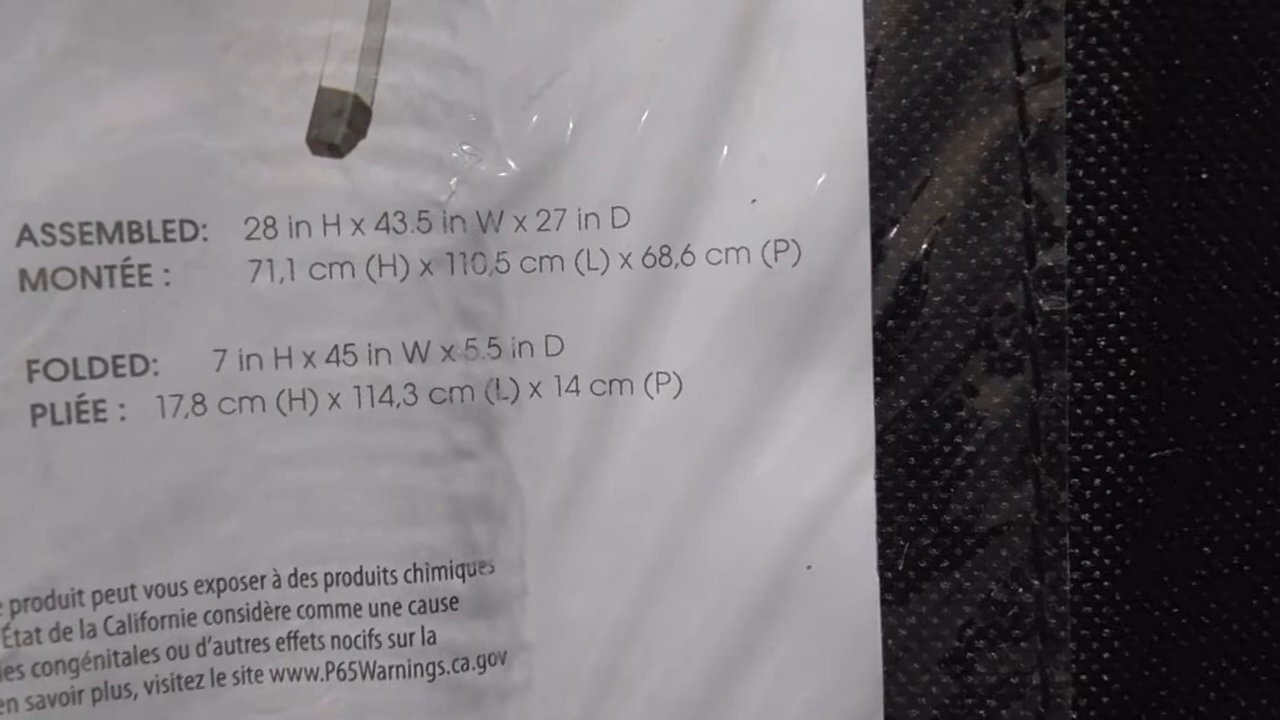 ASSEMBLED: 28 in H x 43.5 in W x 27 in D
MONTÉE : 71,1 cm (H) x 110,5 cm (L) x 68,6 cm (P)
FOLDED: 7 in H x 45 in W x 5.5 in D
PLIÉE : 17,8 cm (H) x 114,3 cm (L) x 14 cm (P)
produit peut vous exposer à des produits chimiques
État de la Californie considère comme une cause
congénitales ou d'autres effets nocifs sur la
en savoir plus, visitez le site www.P65Warnings.ca.gov